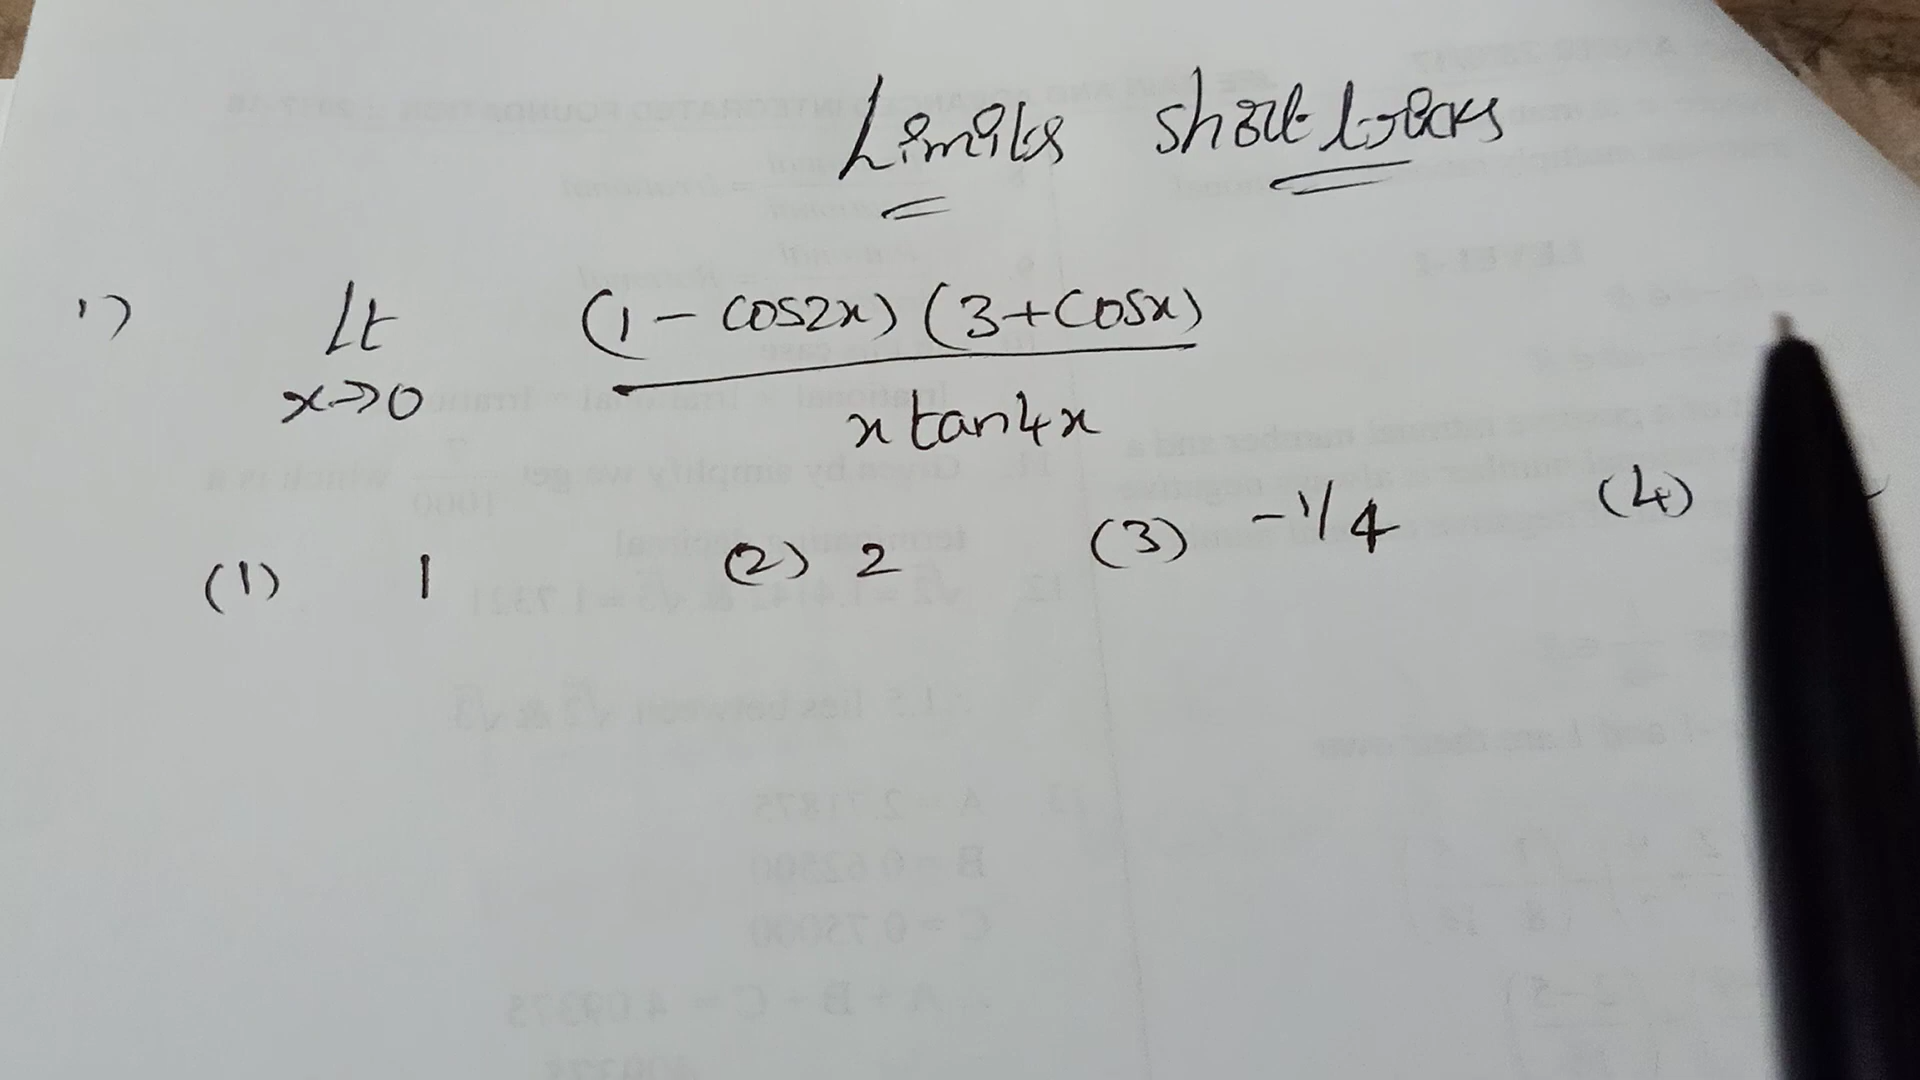 Limits short tricks
1) Lt (1 - cos2x) (3 + cosx)
x→0 x tan4x
(1) 1 (2) 2 (3) -1/4 (4)